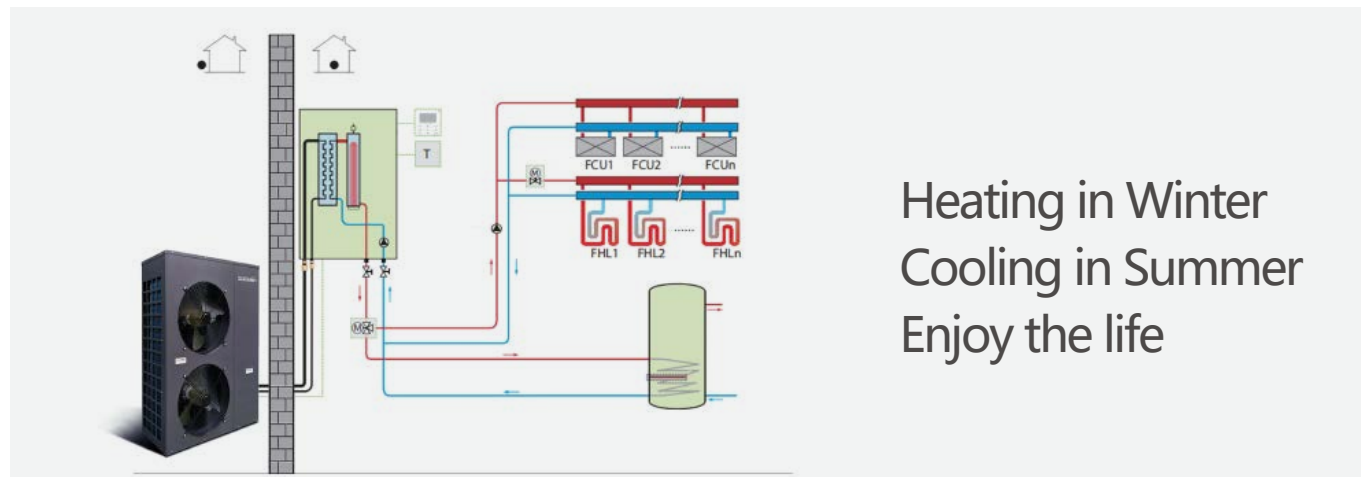 T
FCU1 FCU2 ...... FCUn
M
FHL1 FHL2 ...... FHLn
M
Heating in Winter
Cooling in Summer
Enjoy the life